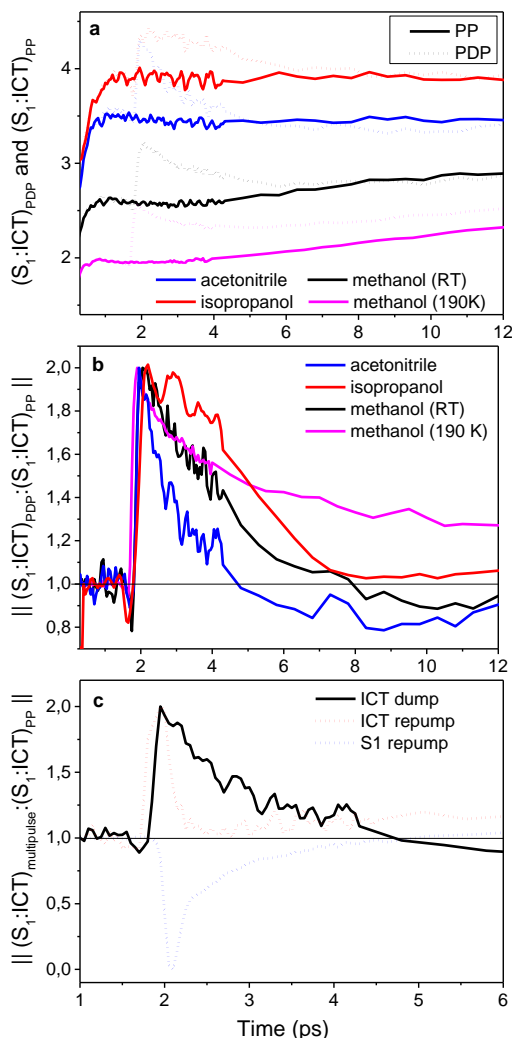 a
PP
PDP
4
3
2
(S₁:ICT)PDP and (S₁:ICT)PP
acetonitrile
methanol (RT)
isopropanol
methanol (190K)
2 4 6 8 10 12
b
acetonitrile
isopropanol
methanol (RT)
methanol (190 K)
2,0
1,8
1,6
1,4
1,2
1,0
0,8
|| (S₁:ICT)PDP:(S₁:ICT)PP ||
0 2 4 6 8 10 12
c
ICT dump
ICT repump
S1 repump
2,0
1,5
1,0
0,5
0,0
|| (S₁:ICT)multipulse:(S₁:ICT)PP ||
1 2 3 4 5 6
Time (ps)